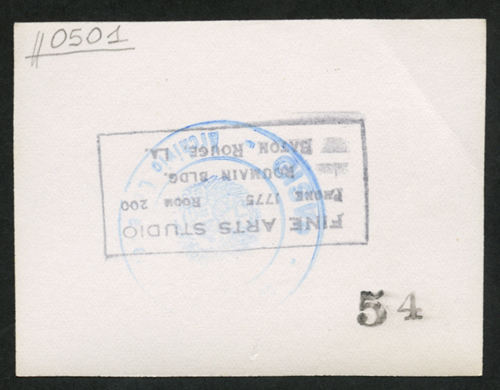 #0501
FINE ARTS STUDIO
PHONE 1775 ROOM 200
ROUMAIN BLDG.
BATON ROUGE LA.
54